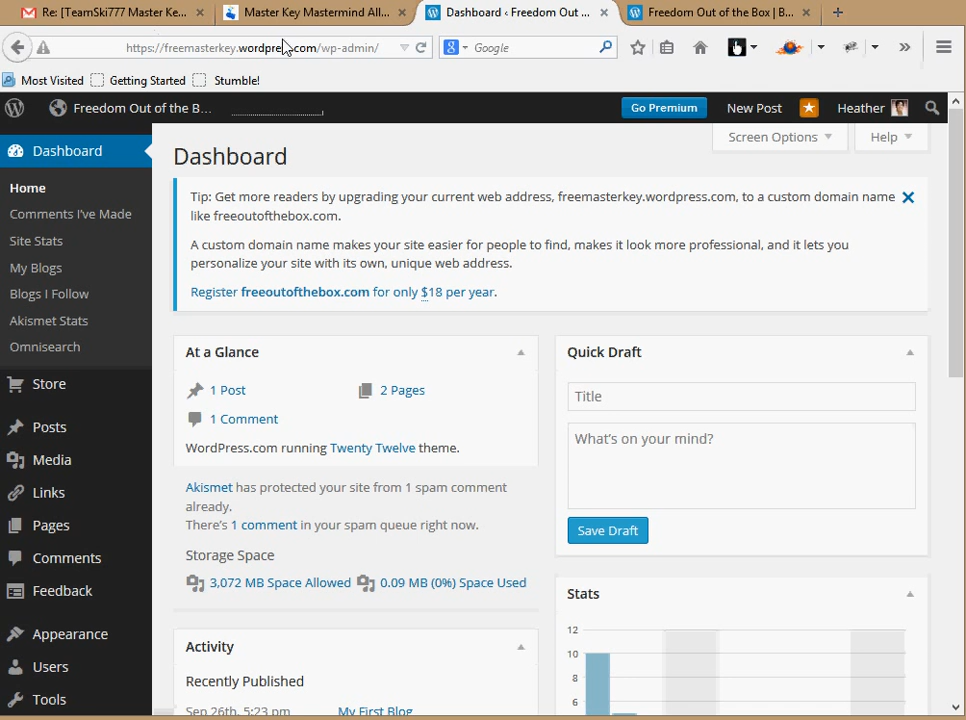 Re: [TeamSki777 Master Ke...
Master Key Mastermind All...
Dashboard ‹ Freedom Out ...
Freedom Out of the Box | B...
https://freemasterkey.wordpress.com/wp-admin/
Google
Most Visited
Getting Started
Stumble!
Freedom Out of the B...
Go Premium
New Post
Heather
Screen Options
Help
Dashboard
Home
Comments I've Made
Site Stats
My Blogs
Blogs I Follow
Akismet Stats
Omnisearch
Store
Posts
Media
Links
Pages
Comments
Feedback
Appearance
Users
Tools
Dashboard
Tip: Get more readers by upgrading your current web address, freemasterkey.wordpress.com, to a custom domain name
like freeoutofthebox.com.
A custom domain name makes your site easier for people to find, makes it look more professional, and it lets you
personalize your site with its own, unique web address.
Register freeoutofthebox.com for only $18 per year.
At a Glance
1 Post
2 Pages
1 Comment
WordPress.com running Twenty Twelve theme.
Akismet has protected your site from 1 spam comment
already.
There's 1 comment in your spam queue right now.
Storage Space
3,072 MB Space Allowed
0.09 MB (0%) Space Used
Activity
Recently Published
Sep 26th, 5:23 pm
My First Blog
Quick Draft
Title
What's on your mind?
Save Draft
Stats
12
10
8
6